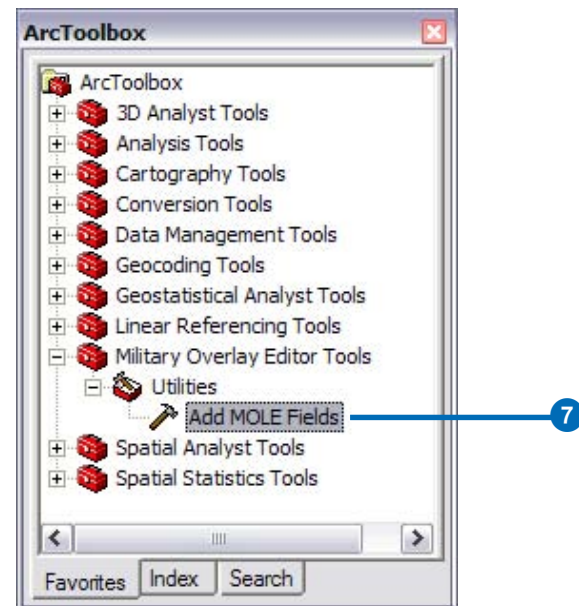 ArcToolbox
ArcToolbox
3D Analyst Tools
Analysis Tools
Cartography Tools
Conversion Tools
Data Management Tools
Geocoding Tools
Geostatistical Analyst Tools
Linear Referencing Tools
Military Overlay Editor Tools
Utilities
Add MOLE Fields
7
Spatial Analyst Tools
Spatial Statistics Tools
Favorites Index Search